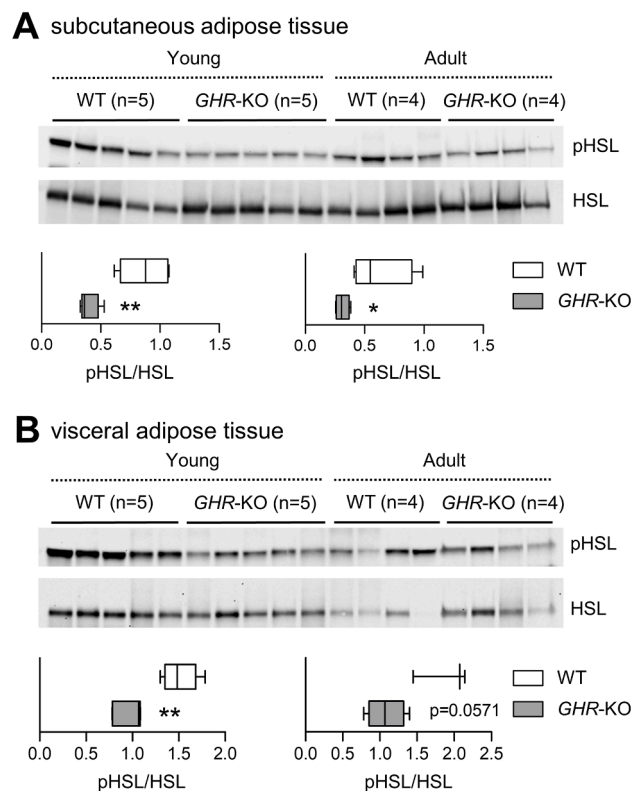 A subcutaneous adipose tissue
Young Adult
WT (n=5) GHR-KO (n=5) WT (n=4) GHR-KO (n=4)
pHSL
HSL
WT
GHR-KO
**
*
0.0 0.5 1.0 1.5 0.0 0.5 1.0 1.5
pHSL/HSL pHSL/HSL
B visceral adipose tissue
Young Adult
WT (n=5) GHR-KO (n=5) WT (n=4) GHR-KO (n=4)
pHSL
HSL
WT
** p=0.0571 GHR-KO
0.0 0.5 1.0 1.5 2.0 0.0 0.5 1.0 1.5 2.0 2.5
pHSL/HSL pHSL/HSL